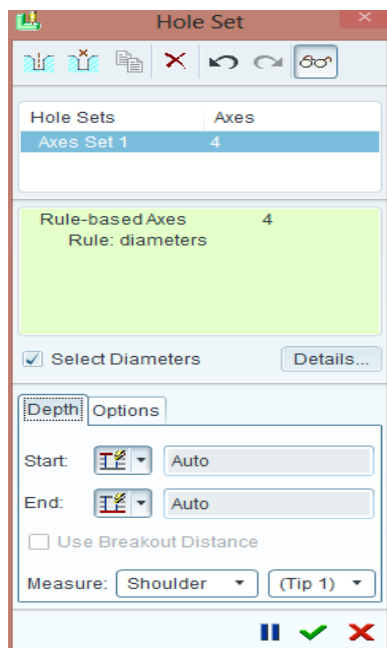 Hole Set
Hole Sets Axes
Axes Set 1 4
Rule-based Axes 4
Rule: diameters
Select Diameters Details...
Depth Options
Start: Auto
End: Auto
Use Breakout Distance
Measure: Shoulder (Tip 1)